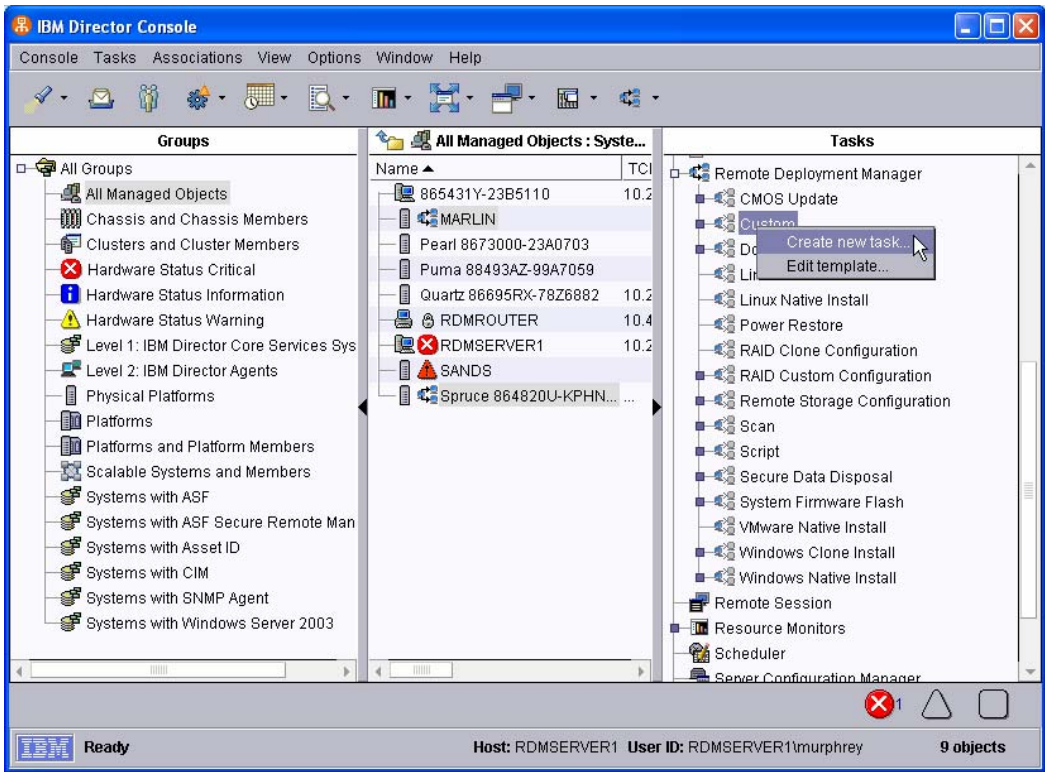 IBM Director Console
Console Tasks Associations View Options Window Help
Groups
All Groups
All Managed Objects
Chassis and Chassis Members
Clusters and Cluster Members
Hardware Status Critical
Hardware Status Information
Hardware Status Warning
Level 1: IBM Director Core Services Sys
Level 2: IBM Director Agents
Physical Platforms
Platforms
Platforms and Platform Members
Scalable Systems and Members
Systems with ASF
Systems with ASF Secure Remote Man
Systems with Asset ID
Systems with CIM
Systems with SNMP Agent
Systems with Windows Server 2003
All Managed Objects : Syste...
Name TCI
865431Y-23B5110 10.2
MARLIN
Pearl 8673000-23A0703
Puma 88493AZ-99A7059
Quartz 86695RX-78Z6882 10.2
RDMROUTER 10.4
RDMSERVER1 10.2
SANDS
Spruce 864820U-KPHN... ...
Tasks
Remote Deployment Manager
CMOS Update
Custom
Create new task...
Edit template...
Linux Native Install
Power Restore
RAID Clone Configuration
RAID Custom Configuration
Remote Storage Configuration
Scan
Script
Secure Data Disposal
System Firmware Flash
VMware Native Install
Windows Clone Install
Windows Native Install
Remote Session
Resource Monitors
Scheduler
Server Configuration Manager
1
IBM Ready Host: RDMSERVER1 User ID: RDMSERVER1\murphrey 9 objects